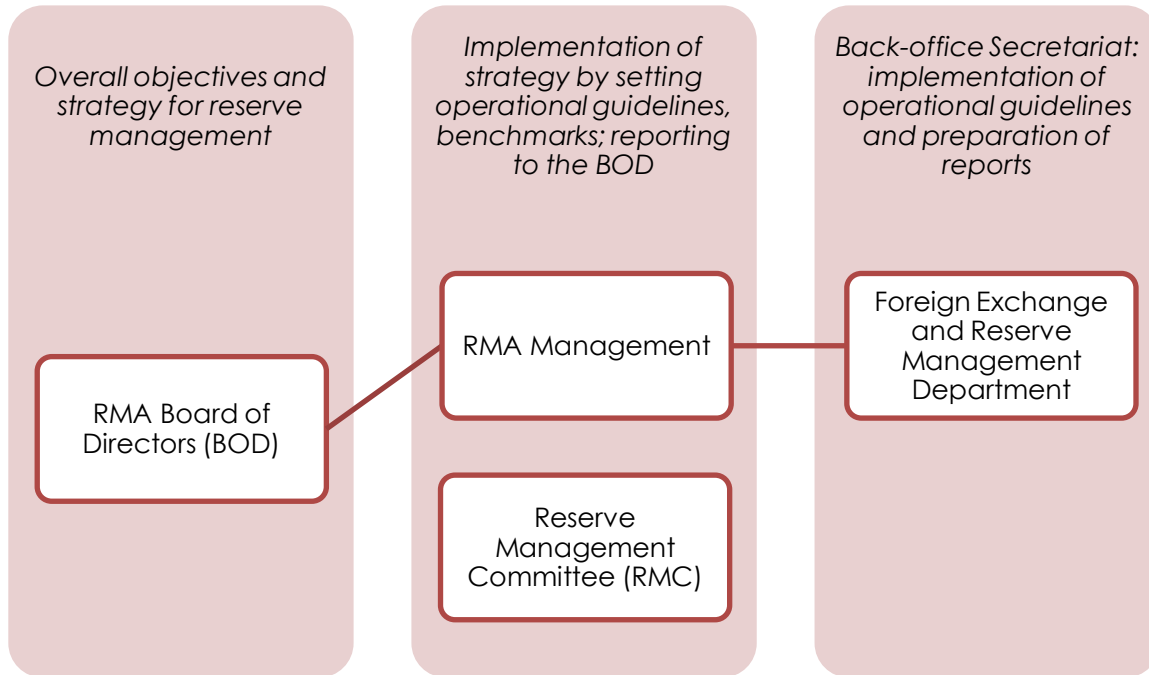 Overall objectives and
strategy for reserve
management
RMA Board of
Directors (BOD)
Implementation of
strategy by setting
operational guidelines,
benchmarks; reporting
to the BOD
RMA Management
Reserve
Management
Committee (RMC)
Back-office Secretariat:
implementation of
operational guidelines
and preparation of
reports
Foreign Exchange
and Reserve
Management
Department